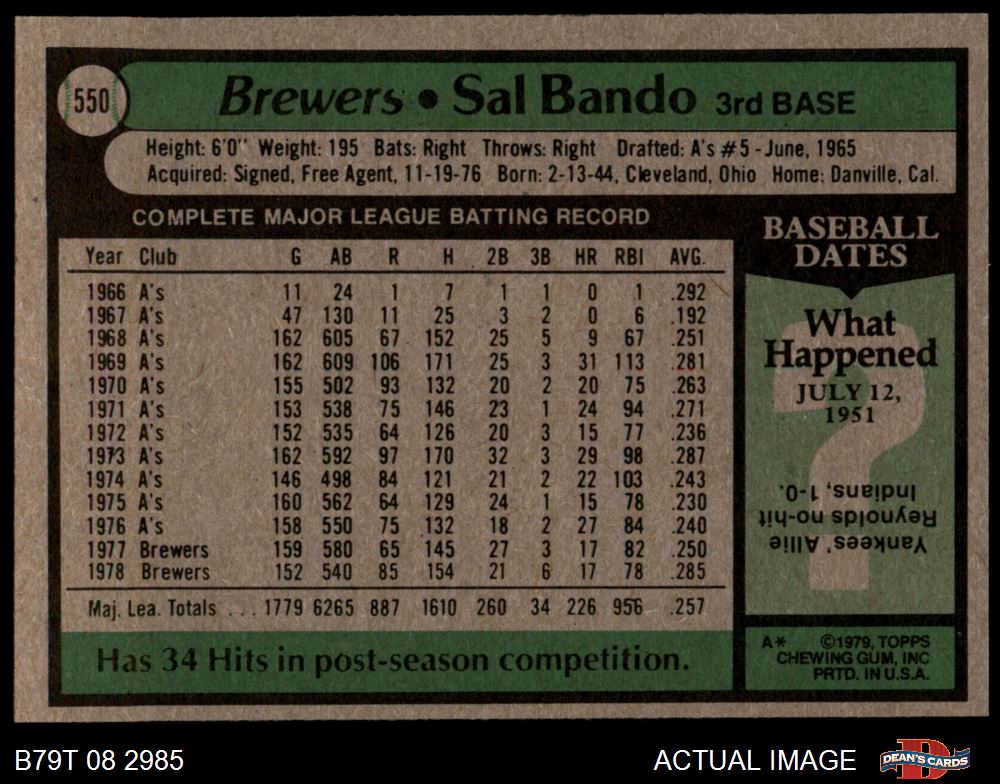 550
Brewers • Sal Bando 3rd BASE
Height: 6'0" Weight: 195 Bats: Right Throws: Right Drafted: A's #5 - June, 1965
Acquired: Signed, Free Agent, 11-19-76 Born: 2-13-44, Cleveland, Ohio Home: Danville, Cal.
COMPLETE MAJOR LEAGUE BATTING RECORD
Year Club G AB R H 2B 3B HR RBI AVG.
1966 A's 11 24 1 7 1 1 0 1 .292
1967 A's 47 130 11 25 3 2 0 6 .192
1968 A's 162 605 67 152 25 5 9 67 .251
1969 A's 162 609 106 171 25 3 31 113 .281
1970 A's 155 502 93 132 20 2 20 75 .263
1971 A's 153 538 75 146 23 1 24 94 .271
1972 A's 152 535 64 126 20 3 15 77 .236
1973 A's 162 592 97 170 32 3 29 98 .287
1974 A's 146 498 84 121 21 2 22 103 .243
1975 A's 160 562 64 129 24 1 15 78 .230
1976 A's 158 550 75 132 18 2 27 84 .240
1977 Brewers 159 580 65 145 27 3 17 82 .250
1978 Brewers 152 540 85 154 21 6 17 78 .285
Maj. Lea. Totals ... 1779 6265 887 1610 260 34 226 956 .257
Has 34 Hits in post-season competition.
BASEBALL
DATES
What
Happened
JULY 12,
1951
?
Yankees' Allie
Reynolds no-hit
Indians, 1-0.
A* ©1979, TOPPS
CHEWING GUM, INC
PRTD. IN U.S.A.
B79T 08 2985
ACTUAL IMAGE
D
DEAN'S CARDS